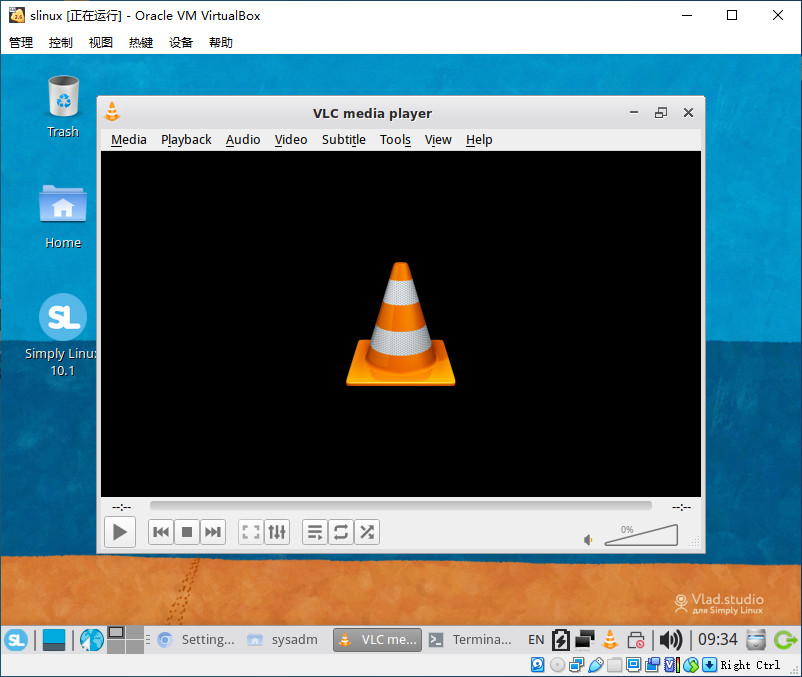 slinux [正在运行] - Oracle VM VirtualBox
管理 控制 视图 热键 设备 帮助
Trash
Home
SL
Simply Linu
10.1
VLC media player
Media Playback Audio Video Subtitle Tools View Help
--:-- --:--
0%
Vlad.studio
для Simply Linux
SL Setting... sysadm VLC me... Termina... EN 09:34
Right Ctrl